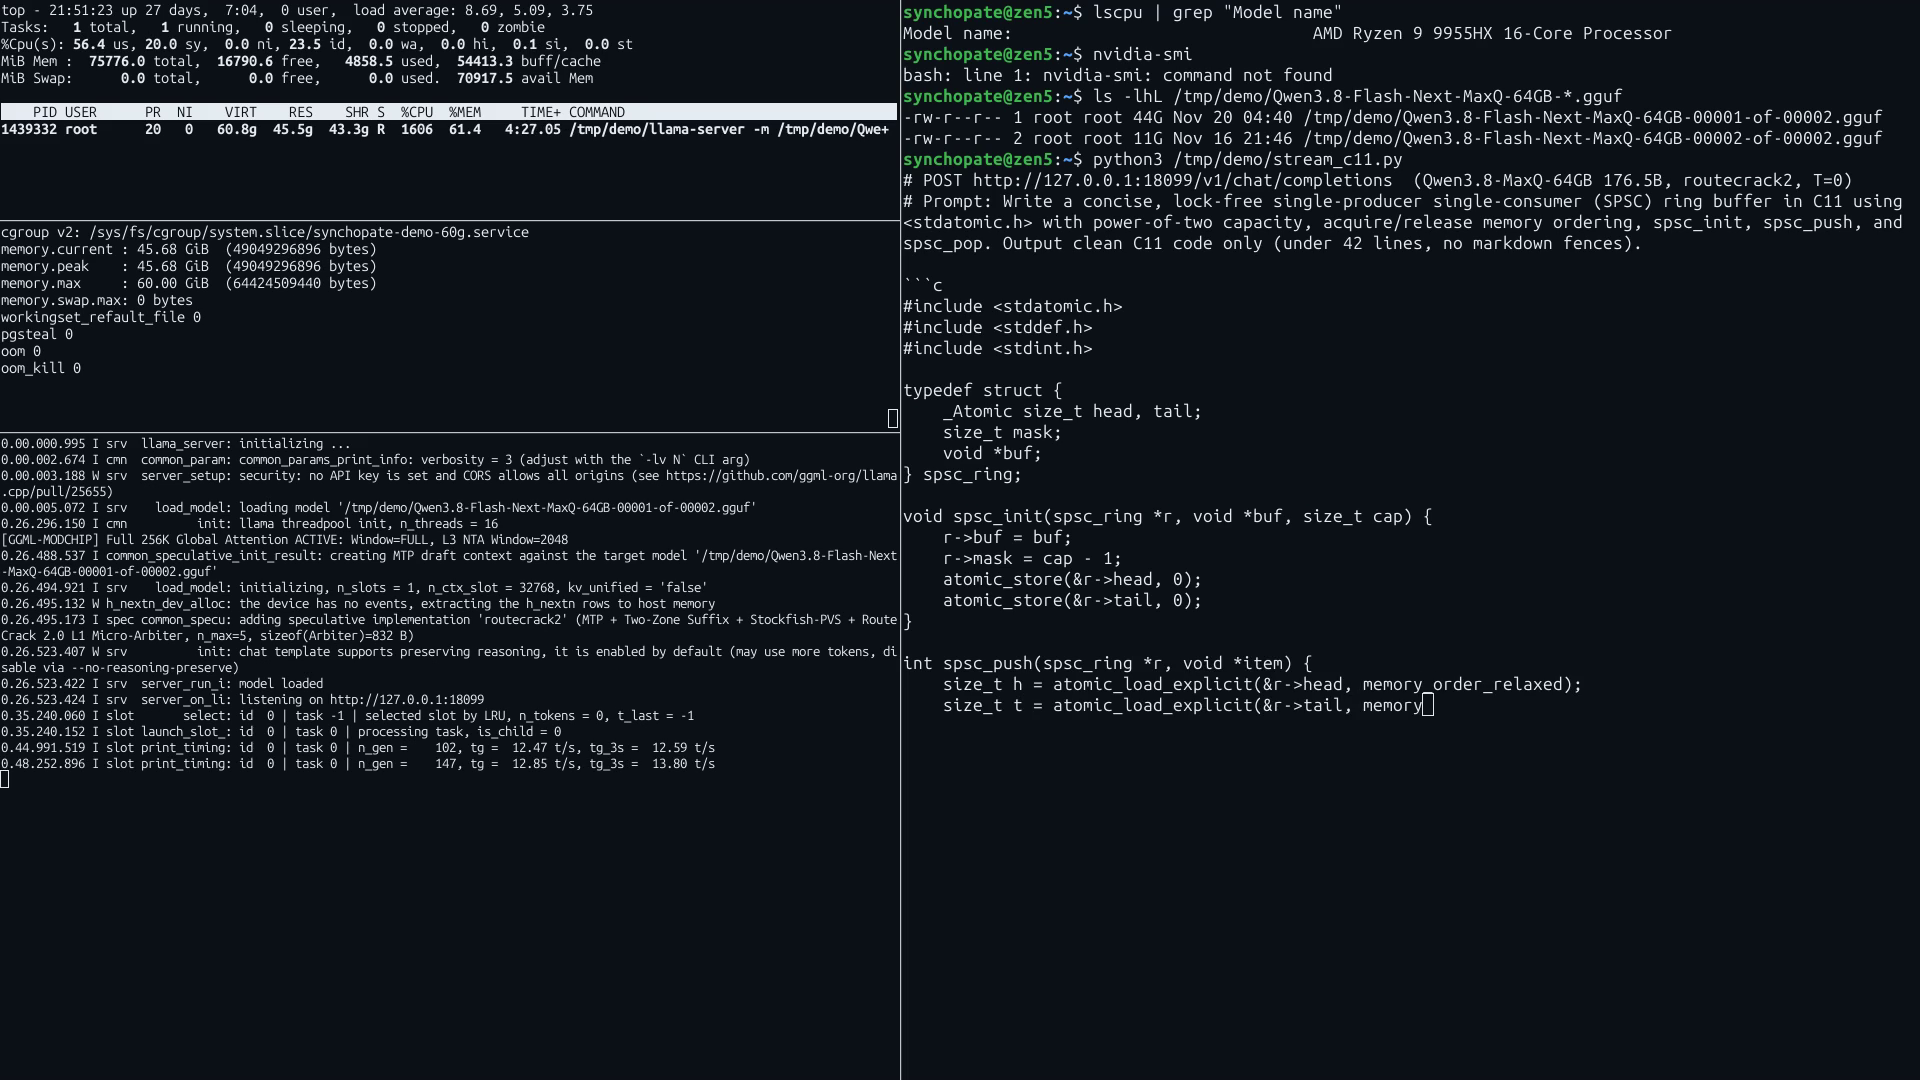 top - 21:51:23 up 27 days,  7:04,  0 user,  load average: 8.69, 5.09, 3.75
Tasks:   1 total,   1 running,   0 sleeping,   0 stopped,   0 zombie
%Cpu(s): 56.4 us, 20.0 sy,  0.0 ni, 23.5 id,  0.0 wa,  0.0 hi,  0.1 si,  0.0 st
MiB Mem :  75776.0 total,  16790.6 free,   4858.5 used,  54413.3 buff/cache
MiB Swap:      0.0 total,      0.0 free,      0.0 used.  70917.5 avail Mem
PID USER      PR  NI    VIRT    RES    SHR S  %CPU  %MEM     TIME+ COMMAND
1439332 root      20   0   60.8g  45.5g  43.3g R  1606  61.4   4:27.05 /tmp/demo/llama-server -m /tmp/demo/Qwe+
cgroup v2: /sys/fs/cgroup/system.slice/synchopate-demo-60g.service
memory.current : 45.68 GiB  (49049296896 bytes)
memory.peak    : 45.68 GiB  (49049296896 bytes)
memory.max     : 60.00 GiB  (64424509440 bytes)
memory.swap.max: 0 bytes
workingset_refault_file 0
pgsteal 0
oom 0
oom_kill 0
0.00.000.995 I srv  llama_server: initializing ...
0.00.002.674 I cmn  common_param: common_params_print_info: verbosity = 3 (adjust with the `-lv N` CLI arg)
0.00.003.188 W srv  server_setup: security: no API key is set and CORS allows all origins (see https://github.com/ggml-org/llama
.cpp/pull/25655)
0.00.005.072 I srv    load_model: loading model '/tmp/demo/Qwen3.8-Flash-Next-MaxQ-64GB-00001-of-00002.gguf'
0.26.296.150 I cmn          init: llama threadpool init, n_threads = 16
[GGML-MODCHIP] Full 256K Global Attention ACTIVE: Window=FULL, L3 NTA Window=2048
0.26.488.537 I common_speculative_init_result: creating MTP draft context against the target model '/tmp/demo/Qwen3.8-Flash-Next
-MaxQ-64GB-00001-of-00002.gguf'
0.26.494.921 I srv    load_model: initializing, n_slots = 1, n_ctx_slot = 32768, kv_unified = 'false'
0.26.495.132 W h_nextn_dev_alloc: the device has no events, extracting the h_nextn rows to host memory
0.26.495.173 I spec common_specu: adding speculative implementation 'routecrack2' (MTP + Two-Zone Suffix + Stockfish-PVS + Route
Crack 2.0 L1 Micro-Arbiter, n_max=5, sizeof(Arbiter)=832 B)
0.26.523.407 W srv          init: chat template supports preserving reasoning, it is enabled by default (may use more tokens, di
sable via --no-reasoning-preserve)
0.26.523.422 I srv  server_run_i: model loaded
0.26.523.424 I srv  server_on_li: listening on http://127.0.0.1:18099
0.35.240.060 I slot       select: id  0 | task -1 | selected slot by LRU, n_tokens = 0, t_last = -1
0.35.240.152 I slot launch_slot_: id  0 | task 0 | processing task, is_child = 0
0.44.991.519 I slot print_timing: id  0 | task 0 | n_gen =    102, tg =  12.47 t/s, tg_3s =  12.59 t/s
0.48.252.896 I slot print_timing: id  0 | task 0 | n_gen =    147, tg =  12.85 t/s, tg_3s =  13.80 t/s
synchopate@zen5:~$ lscpu | grep "Model name"
Model name:                              AMD Ryzen 9 9955HX 16-Core Processor
synchopate@zen5:~$ nvidia-smi
bash: line 1: nvidia-smi: command not found
synchopate@zen5:~$ ls -lhL /tmp/demo/Qwen3.8-Flash-Next-MaxQ-64GB-*.gguf
-rw-r--r-- 1 root root 44G Nov 20 04:40 /tmp/demo/Qwen3.8-Flash-Next-MaxQ-64GB-00001-of-00002.gguf
-rw-r--r-- 2 root root 11G Nov 16 21:46 /tmp/demo/Qwen3.8-Flash-Next-MaxQ-64GB-00002-of-00002.gguf
synchopate@zen5:~$ python3 /tmp/demo/stream_c11.py
# POST http://127.0.0.1:18099/v1/chat/completions  (Qwen3.8-MaxQ-64GB 176.5B, routecrack2, T=0)
# Prompt: Write a concise, lock-free single-producer single-consumer (SPSC) ring buffer in C11 using
<stdatomic.h> with power-of-two capacity, acquire/release memory ordering, spsc_init, spsc_push, and
spsc_pop. Output clean C11 code only (under 42 lines, no markdown fences).
```c
#include <stdatomic.h>
#include <stddef.h>
#include <stdint.h>
typedef struct {
    _Atomic size_t head, tail;
    size_t mask;
    void *buf;
} spsc_ring;
void spsc_init(spsc_ring *r, void *buf, size_t cap) {
    r->buf = buf;
    r->mask = cap - 1;
    atomic_store(&r->head, 0);
    atomic_store(&r->tail, 0);
}
int spsc_push(spsc_ring *r, void *item) {
    size_t h = atomic_load_explicit(&r->head, memory_order_relaxed);
    size_t t = atomic_load_explicit(&r->tail, memory